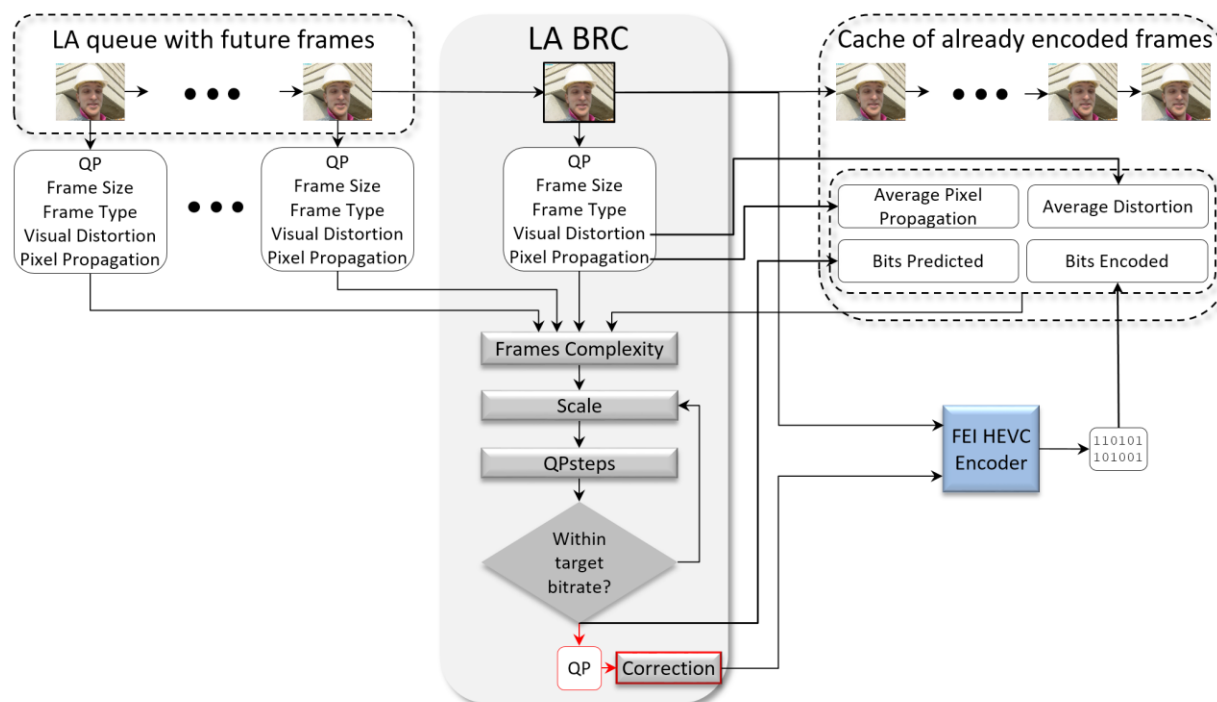 LA queue with future frames
LA BRC
Cache of already encoded frames
QP
Frame Size
Frame Type
Visual Distortion
Pixel Propagation
QP
Frame Size
Frame Type
Visual Distortion
Pixel Propagation
QP
Frame Size
Frame Type
Visual Distortion
Pixel Propagation
Average Pixel
Propagation
Average Distortion
Bits Predicted
Bits Encoded
Frames Complexity
Scale
QPsteps
Within
target
bitrate?
QP
Correction
FEI HEVC
Encoder
110101
101001